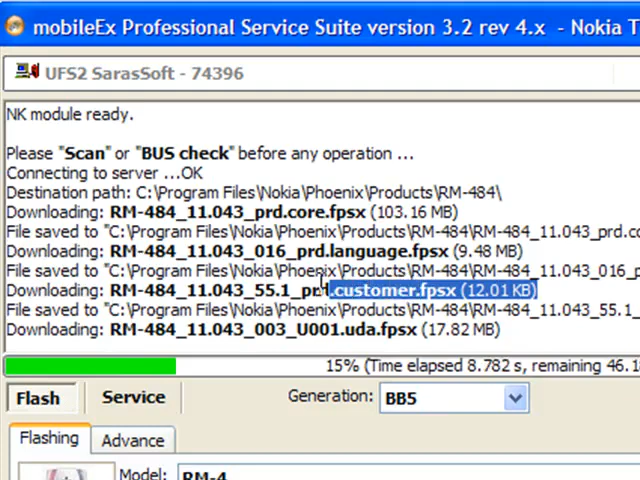 mobileEx Professional Service Suite version 3.2 rev 4.x - Nokia T
UFS2 SarasSoft - 74396
NK module ready.
Please "Scan" or "BUS check" before any operation ...
Connecting to server ...OK
Destination path: C:\Program Files\Nokia\Phoenix\Products\RM-484\
Downloading: RM-484_11.043_prd.core.fpsx (103.16 MB)
File saved to "C:\Program Files\Nokia\Phoenix\Products\RM-484\RM-484_11.043_prd.co
Downloading: RM-484_11.043_016_prd.language.fpsx (9.48 MB)
File saved to "C:\Program Files\Nokia\Phoenix\Products\RM-484\RM-484_11.043_016_p
Downloading: RM-484_11.043_55.1_prd.customer.fpsx (12.01 KB)
File saved to "C:\Program Files\Nokia\Phoenix\Products\RM-484\RM-484_11.043_55.1_
Downloading: RM-484_11.043_003_U001.uda.fpsx (17.82 MB)
15% (Time elapsed 8.782 s, remaining 46.18
Flash Service Generation: BB5
Flashing Advance
Model: RM-4